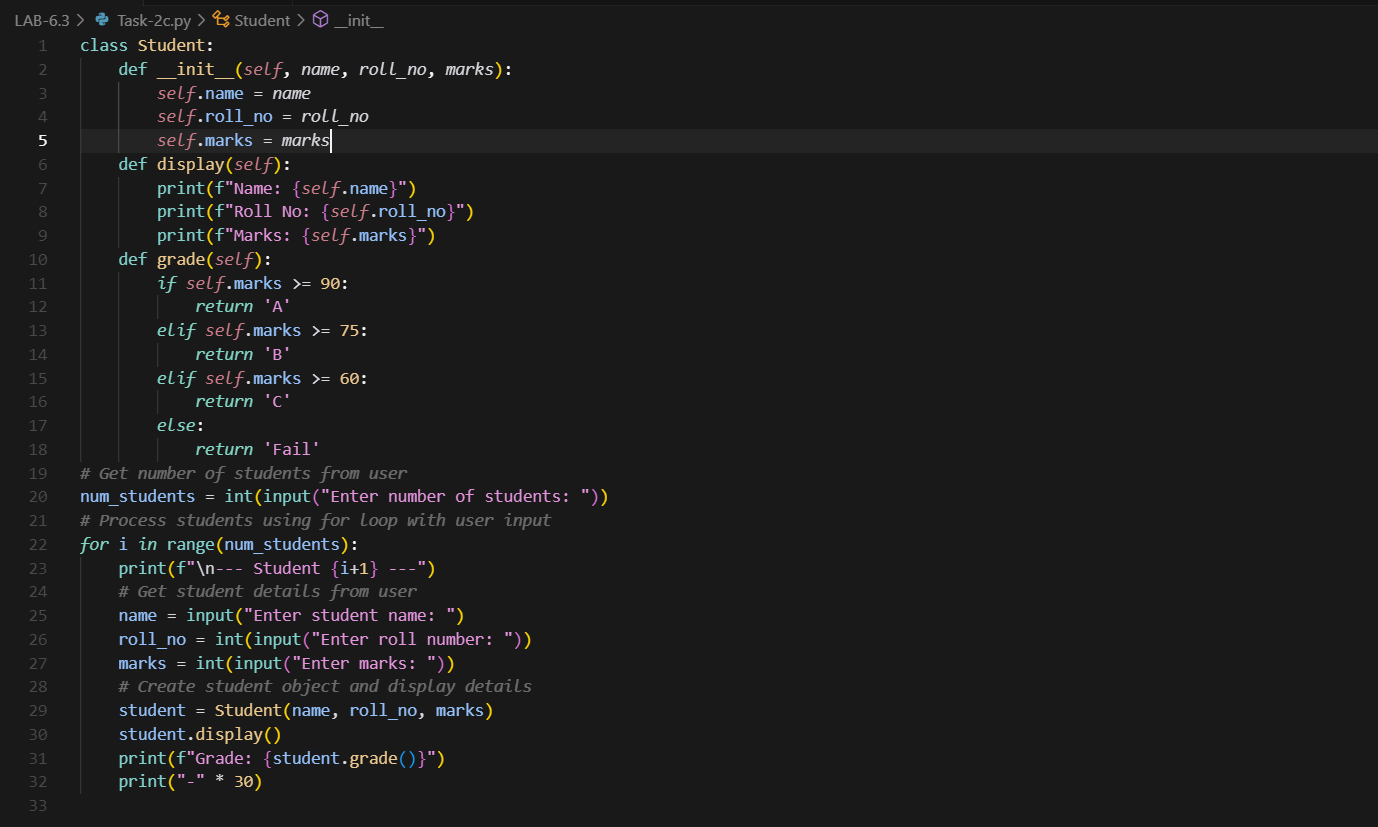 LAB-6.3 > Task-2c.py > Student > __init__
1 class Student:
2     def __init__(self, name, roll_no, marks):
3         self.name = name
4         self.roll_no = roll_no
5         self.marks = marks
6     def display(self):
7         print(f"Name: {self.name}")
8         print(f"Roll No: {self.roll_no}")
9         print(f"Marks: {self.marks}")
10     def grade(self):
11         if self.marks >= 90:
12             return 'A'
13         elif self.marks >= 75:
14             return 'B'
15         elif self.marks >= 60:
16             return 'C'
17         else:
18             return 'Fail'
19 # Get number of students from user
20 num_students = int(input("Enter number of students: "))
21 # Process students using for loop with user input
22 for i in range(num_students):
23     print(f"\n--- Student {i+1} ---")
24     # Get student details from user
25     name = input("Enter student name: ")
26     roll_no = int(input("Enter roll number: "))
27     marks = int(input("Enter marks: "))
28     # Create student object and display details
29     student = Student(name, roll_no, marks)
30     student.display()
31     print(f"Grade: {student.grade()}")
32     print("-" * 30)
33